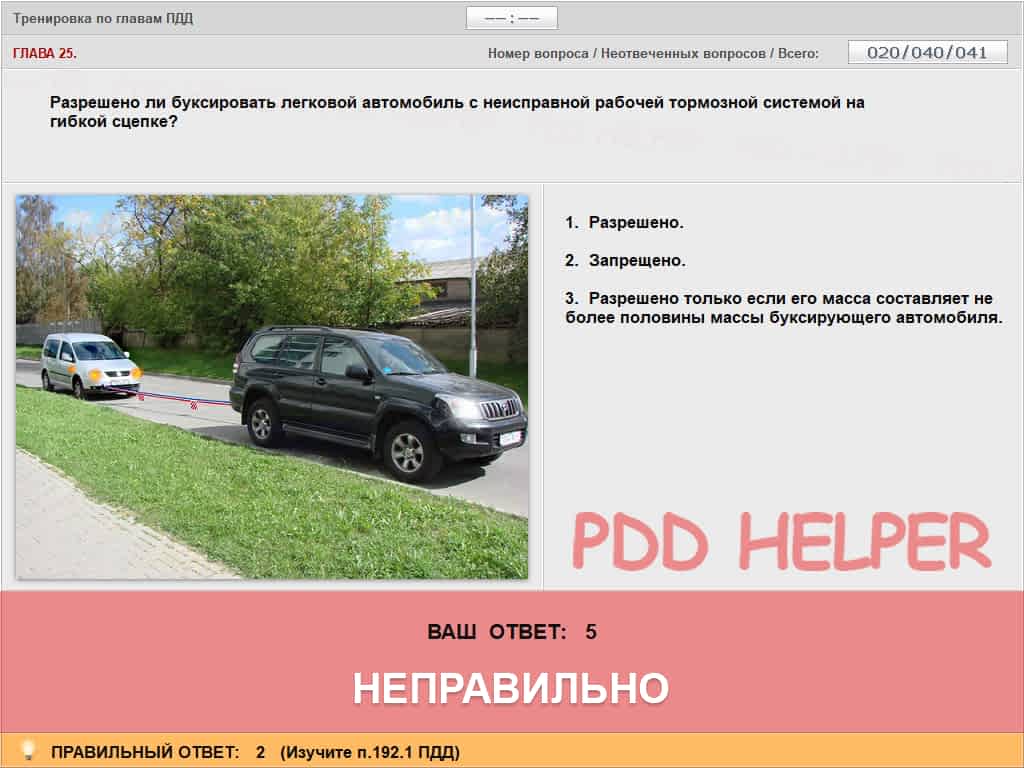 Тренировка по главам ПДД
–– : ––
ГЛАВА 25.
Номер вопроса / Неотвеченных вопросов / Всего:
020/040/041
Разрешено ли буксировать легковой автомобиль с неисправной рабочей тормозной системой на
гибкой сцепке?
1. Разрешено.
2. Запрещено.
3. Разрешено только если его масса составляет не
более половины массы буксирующего автомобиля.
PDD HELPER
ВАШ ОТВЕТ: 5
НЕПРАВИЛЬНО
ПРАВИЛЬНЫЙ ОТВЕТ: 2 (Изучите п.192.1 ПДД)